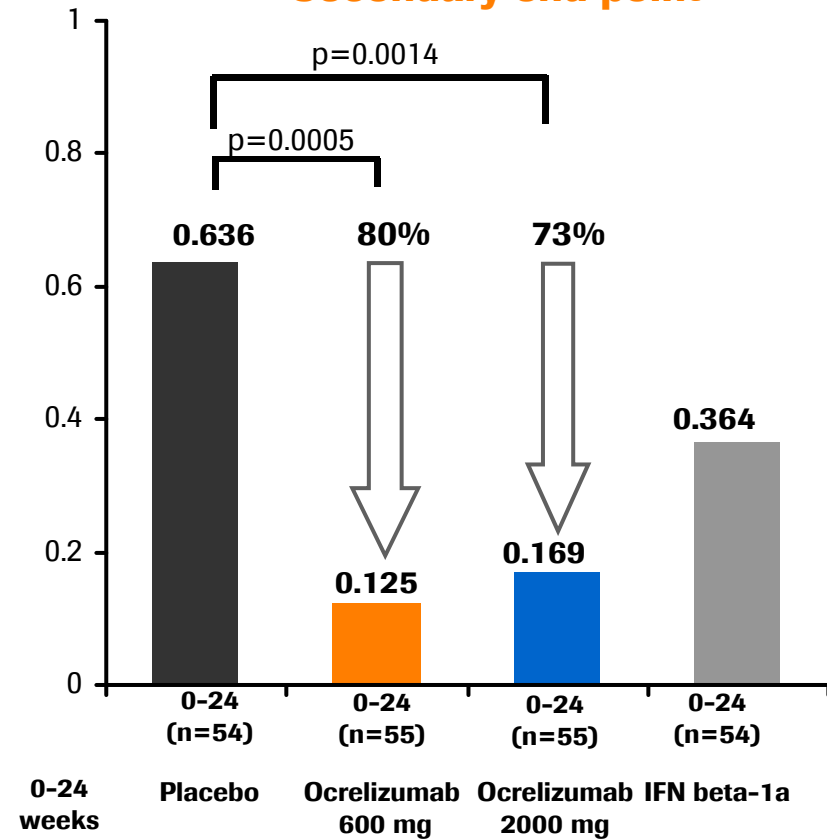 1
p=0.0014
0.8
p=0.0005
0.636
80%
73%
0.6
0.4
0.364
0.2
0.169
0.125
0
0-24
(n=54)
0-24
(n=55)
0-24
(n=55)
0-24
(n=54)
0-24
weeks
Placebo
Ocrelizumab
600 mg
Ocrelizumab
2000 mg
IFN beta-1a